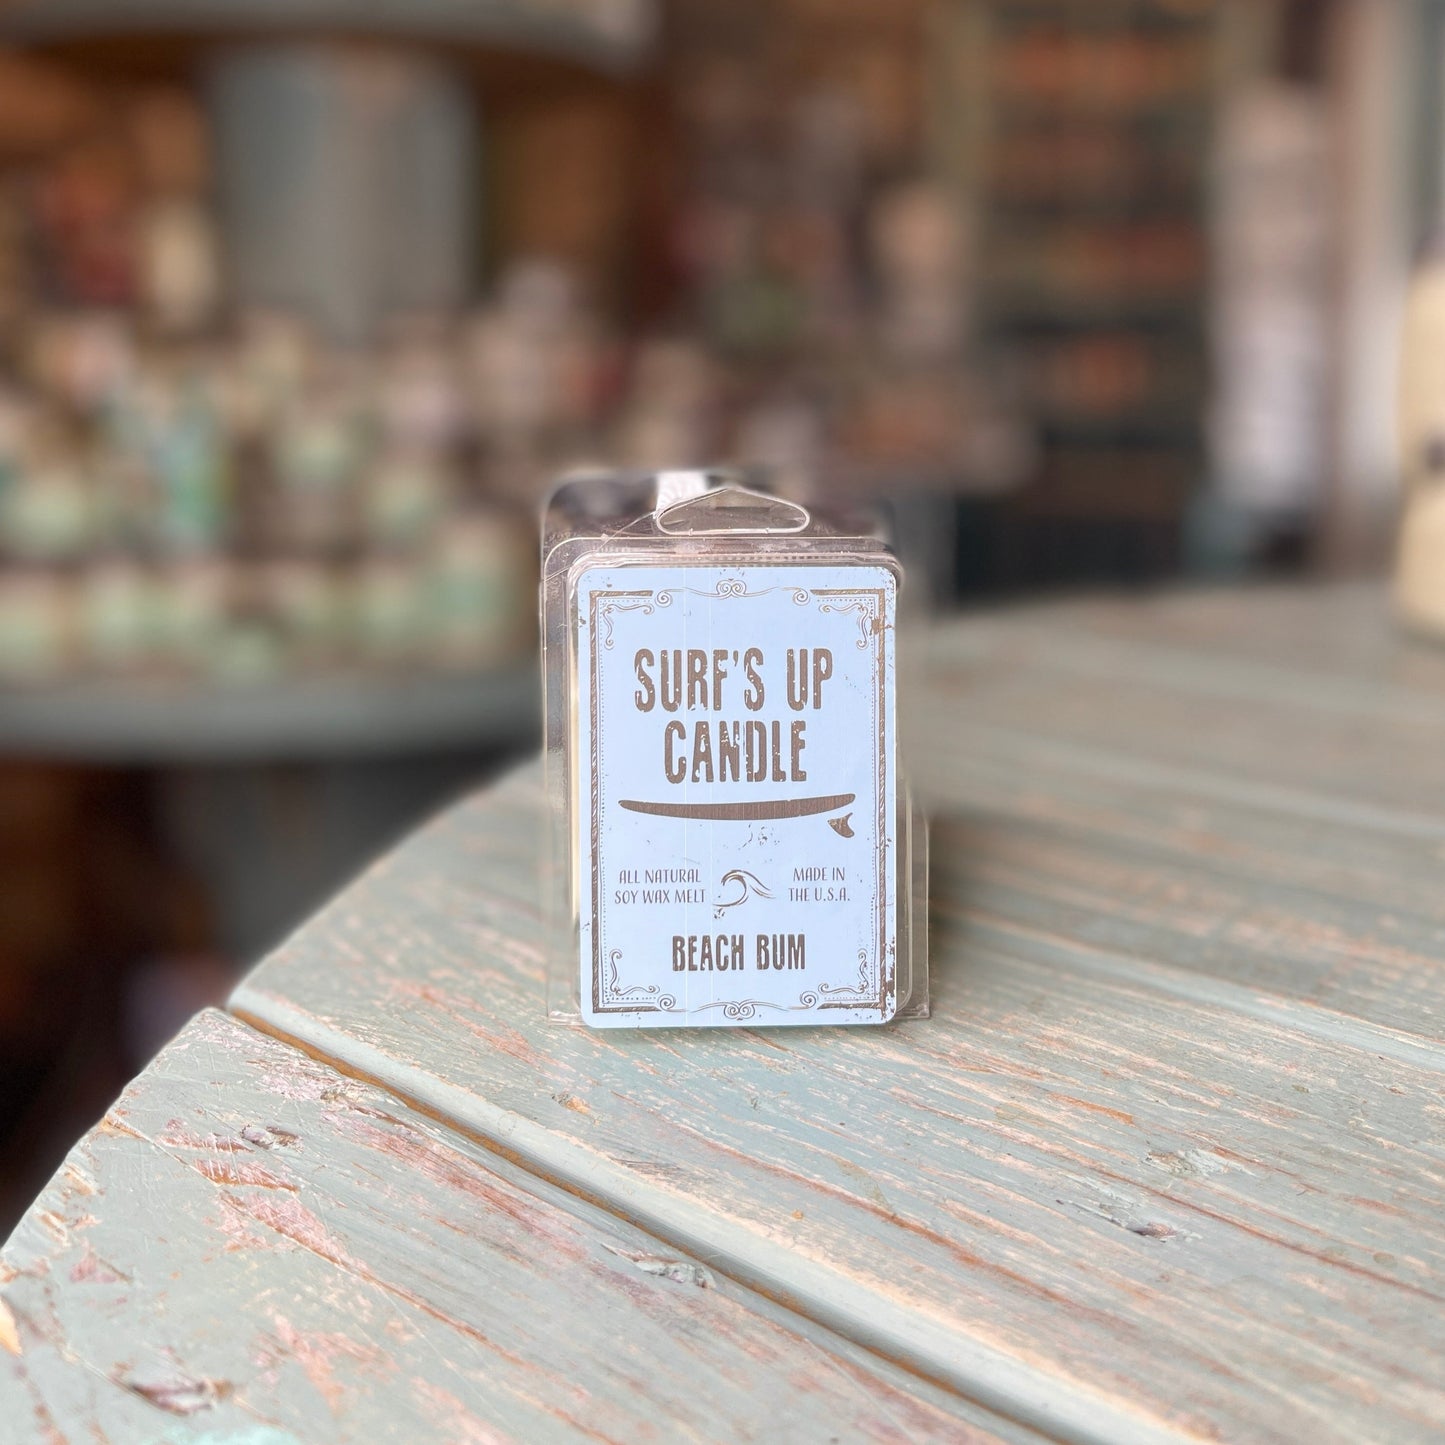 SURF'S UP
CANDLE
ALL NATURAL
SOY WAX MELT
MADE IN
THE U.S.A.
BEACH BUM